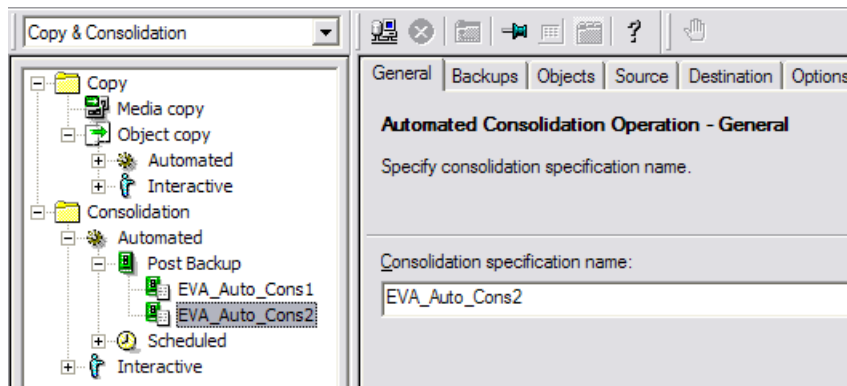 Copy & Consolidation
Copy
Media copy
Object copy
Automated
Interactive
Consolidation
Automated
Post Backup
EVA_Auto_Cons1
EVA_Auto_Cons2
Scheduled
Interactive
General Backups Objects Source Destination Options
Automated Consolidation Operation - General
Specify consolidation specification name.
Consolidation specification name:
EVA_Auto_Cons2